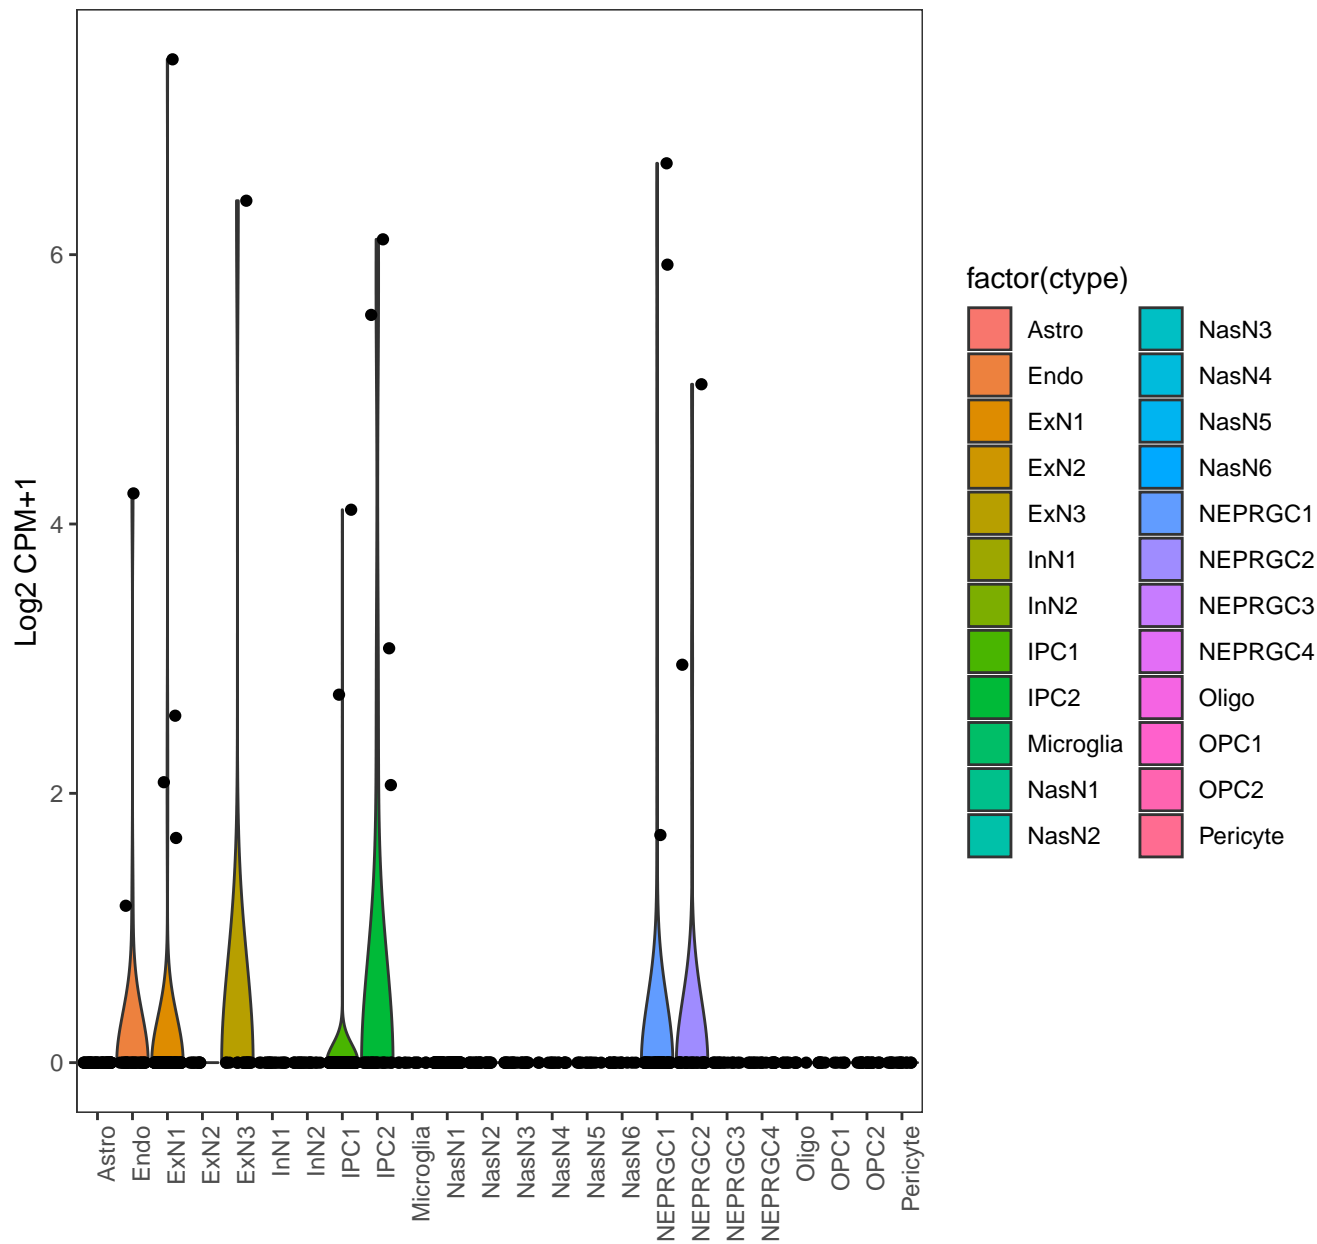 Log2 CPM+1
6
4
2
0
Astro
Endo
ExN1
ExN2
ExN3
InN1
InN2
IPC1
IPC2
Microglia
NasN1
NasN2
NasN3
NasN4
NasN5
NasN6
NEPRGC1
NEPRGC2
NEPRGC3
NEPRGC4
Oligo
OPC1
OPC2
Pericyte
factor(ctype)
Astro
Endo
ExN1
ExN2
ExN3
InN1
InN2
IPC1
IPC2
Microglia
NasN1
NasN2
NasN3
NasN4
NasN5
NasN6
NEPRGC1
NEPRGC2
NEPRGC3
NEPRGC4
Oligo
OPC1
OPC2
Pericyte